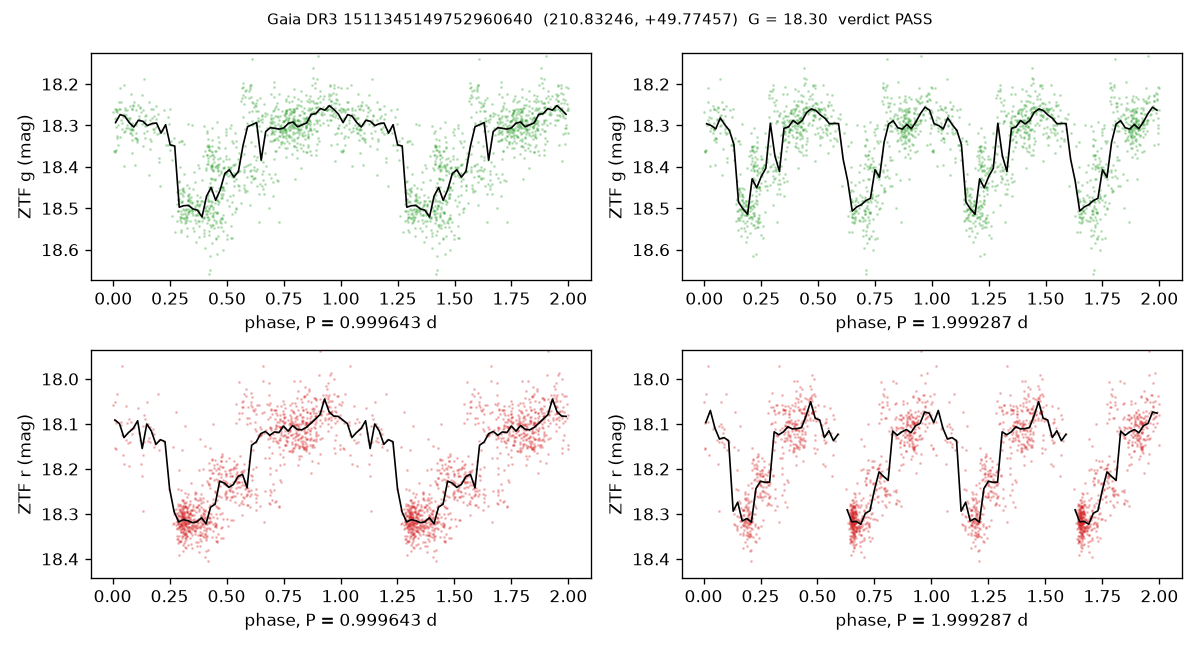 Gaia DR3 1511345149752960640  (210.83246, +49.77457)  G = 18.30  verdict PASS
ZTF g (mag)
18.2
18.3
18.4
18.5
18.6
0.00 0.25 0.50 0.75 1.00 1.25 1.50 1.75 2.00
phase, P = 0.999643 d
ZTF g (mag)
18.2
18.3
18.4
18.5
18.6
0.00 0.25 0.50 0.75 1.00 1.25 1.50 1.75 2.00
phase, P = 1.999287 d
ZTF r (mag)
18.0
18.1
18.2
18.3
18.4
0.00 0.25 0.50 0.75 1.00 1.25 1.50 1.75 2.00
phase, P = 0.999643 d
ZTF r (mag)
18.0
18.1
18.2
18.3
18.4
0.00 0.25 0.50 0.75 1.00 1.25 1.50 1.75 2.00
phase, P = 1.999287 d